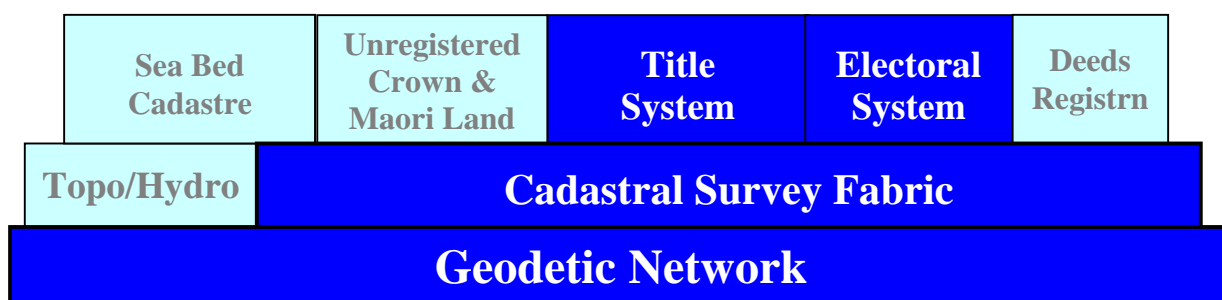 Sea Bed
Cadastre
Unregistered
Crown &
Maori Land
Title
System
Electoral
System
Deeds
Registrn
Topo/Hydro
Cadastral Survey Fabric
Geodetic Network